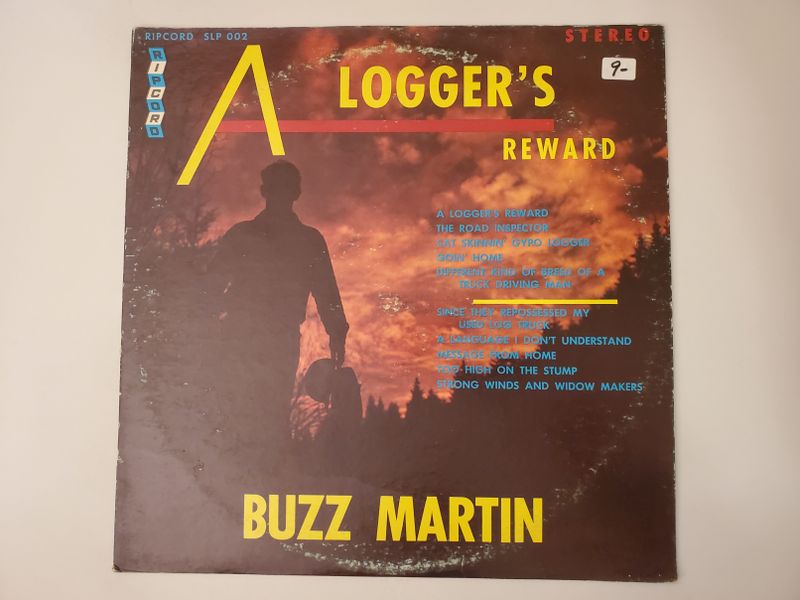 RIPCORD SLP 002
STEREO
RIPCORD
A LOGGER'S
9-
REWARD
A LOGGER'S REWARD
THE ROAD INSPECTOR
CAT SKINNIN' GYPO LOGGER
GOIN' HOME
DIFFERENT KIND OF BREED OF A
TRUCK DRIVING MAN
SINCE THEY REPOSSESSED MY
USED LOG TRUCK
A LANGUAGE I DON'T UNDERSTAND
MESSAGE FROM HOME
TOO HIGH ON THE STUMP
STRONG WINDS AND WIDOW MAKERS
BUZZ MARTIN